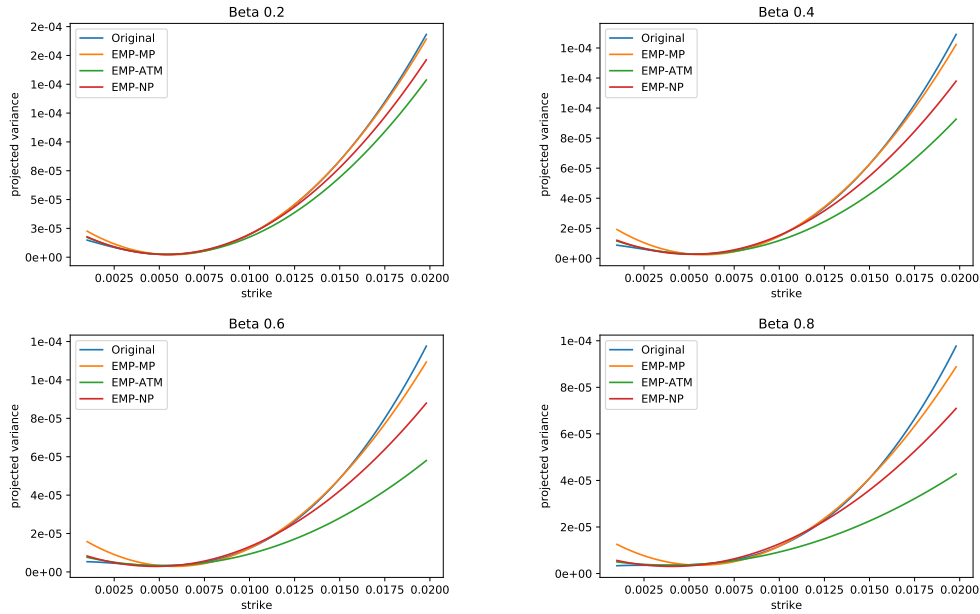 Beta 0.2
2e-04
2e-04
1e-04
1e-04
1e-04
8e-05
5e-05
3e-05
0e+00
projected variance
Original
EMP-MP
EMP-ATM
EMP-NP
0.0025 0.0050 0.0075 0.0100 0.0125 0.0150 0.0175 0.0200
strike
Beta 0.4
1e-04
1e-04
1e-04
8e-05
6e-05
4e-05
2e-05
0e+00
projected variance
Original
EMP-MP
EMP-ATM
EMP-NP
0.0025 0.0050 0.0075 0.0100 0.0125 0.0150 0.0175 0.0200
strike
Beta 0.6
1e-04
1e-04
8e-05
6e-05
4e-05
2e-05
0e+00
projected variance
Original
EMP-MP
EMP-ATM
EMP-NP
0.0025 0.0050 0.0075 0.0100 0.0125 0.0150 0.0175 0.0200
strike
Beta 0.8
1e-04
8e-05
6e-05
4e-05
2e-05
0e+00
projected variance
Original
EMP-MP
EMP-ATM
EMP-NP
0.0025 0.0050 0.0075 0.0100 0.0125 0.0150 0.0175 0.0200
strike